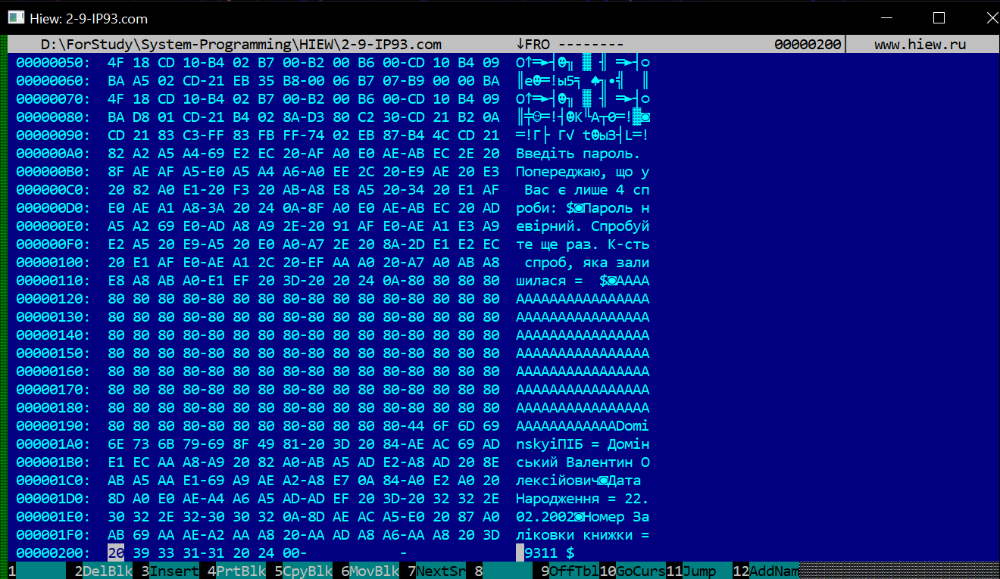 Hiew: 2-9-IP93.com
D:\ForStudy\System-Programming\HIEW\2-9-IP93.com ↓FRO -------- 00000200 www.hiew.ru
00000050: 4F 18 CD 10-B4 02 B7 00-B2 00 B6 00-CD 10 B4 09 O↑═►┤☻╖ ▓ ╢ ═►┤○
00000060: BA A5 02 CD-21 EB 35 B8-00 06 B7 07-B9 00 00 BA ║е☻═!ы5╕ ♠╖•╣  ║
00000070: 4F 18 CD 10-B4 02 B7 00-B2 00 B6 00-CD 10 B4 09 O↑═►┤☻╖ ▓ ╢ ═►┤○
00000080: BA D8 01 CD-21 B4 02 8A-D3 80 C2 30-CD 21 B2 0A ║╪☺═!┤☻К╙А┬0═!▓◙
00000090: CD 21 83 C3-FF 83 FB FF-74 02 EB 87-B4 4C CD 21 ═!Г├ Г√ t☻ыЗ┤L═!
000000A0: 82 A2 A5 A4-69 E2 EC 20-AF A0 E0 AE-AB EC 2E 20 Введiть пароль.
000000B0: 8F AE AF A5-E0 A5 A4 A6-A0 EE 2C 20-E9 AE 20 E3 Попереджаю, що у
000000C0: 20 82 A0 E1-20 F3 20 AB-A8 E8 A5 20-34 20 E1 AF  Вас є лише 4 сп
000000D0: E0 AE A1 A8-3A 20 24 0A-8F A0 E0 AE-AB EC 20 AD роби: $◙Пароль н
000000E0: A5 A2 69 E0-AD A8 A9 2E-20 91 AF E0-AE A1 E3 A9 евiрний. Спробуй
000000F0: E2 A5 20 E9-A5 20 E0 A0-A7 2E 20 8A-2D E1 E2 EC те ще раз. К-сть
00000100: 20 E1 AF E0-AE A1 2C 20-EF AA A0 20-A7 A0 AB A8  спроб, яка зали
00000110: E8 A8 AB A0-E1 EF 20 3D-20 20 24 0A-80 80 80 80 шилася =  $◙АААА
00000120: 80 80 80 80-80 80 80 80-80 80 80 80-80 80 80 80 АААААААААААААААА
00000130: 80 80 80 80-80 80 80 80-80 80 80 80-80 80 80 80 АААААААААААААААА
00000140: 80 80 80 80-80 80 80 80-80 80 80 80-80 80 80 80 АААААААААААААААА
00000150: 80 80 80 80-80 80 80 80-80 80 80 80-80 80 80 80 АААААААААААААААА
00000160: 80 80 80 80-80 80 80 80-80 80 80 80-80 80 80 80 АААААААААААААААА
00000170: 80 80 80 80-80 80 80 80-80 80 80 80-80 80 80 80 АААААААААААААААА
00000180: 80 80 80 80-80 80 80 80-80 80 80 80-80 80 80 80 АААААААААААААААА
00000190: 80 80 80 80-80 80 80 80-80 80 80 80-44 6F 6D 69 ААААААААААААDomi
000001A0: 6E 73 6B 79-69 8F 49 81-20 3D 20 84-AE AC 69 AD nskyiПIБ = Домiн
000001B0: E1 EC AA A8-A9 20 82 A0-AB A5 AD E2-A8 AD 20 8E ський Валентин О
000001C0: AB A5 AA E1-69 A9 AE A2-A8 E7 0A 84-A0 E2 A0 20 лексiйович◙Дата
000001D0: 8D A0 E0 AE-A4 A6 A5 AD-AD EF 20 3D-20 32 32 2E Народження = 22.
000001E0: 30 32 2E 32-30 30 32 0A-8D AE AC A5-E0 20 87 A0 02.2002◙Номер За
000001F0: AB 69 AA AE-A2 AA A8 20-AA AD A8 A6-AA A8 20 3D лiковки книжки =
00000200: 20 39 33 31-31 20 24 00- -  9311 $
1 2DelBlk 3Insert 4PrtBlk 5CpyBlk 6MovBlk 7NextSr 8 9OffTbl 10GoCurs 11Jump 12AddNam